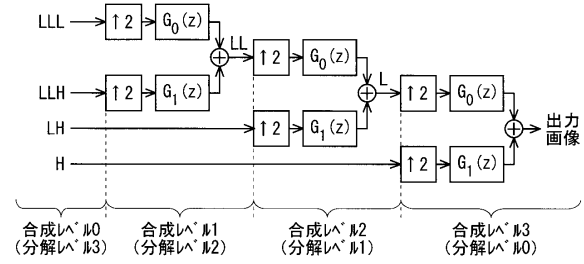 LLL ↑2 G0(z)
LL
↑2 G0(z)
LLH ↑2 G1(z)
L
↑2 G0(z)
LH ↑2 G1(z)
出力
画像
H ↑2 G1(z)
合成レベル0 合成レベル1 合成レベル2 合成レベル3
(分解レベル3) (分解レベル2) (分解レベル1) (分解レベル0)